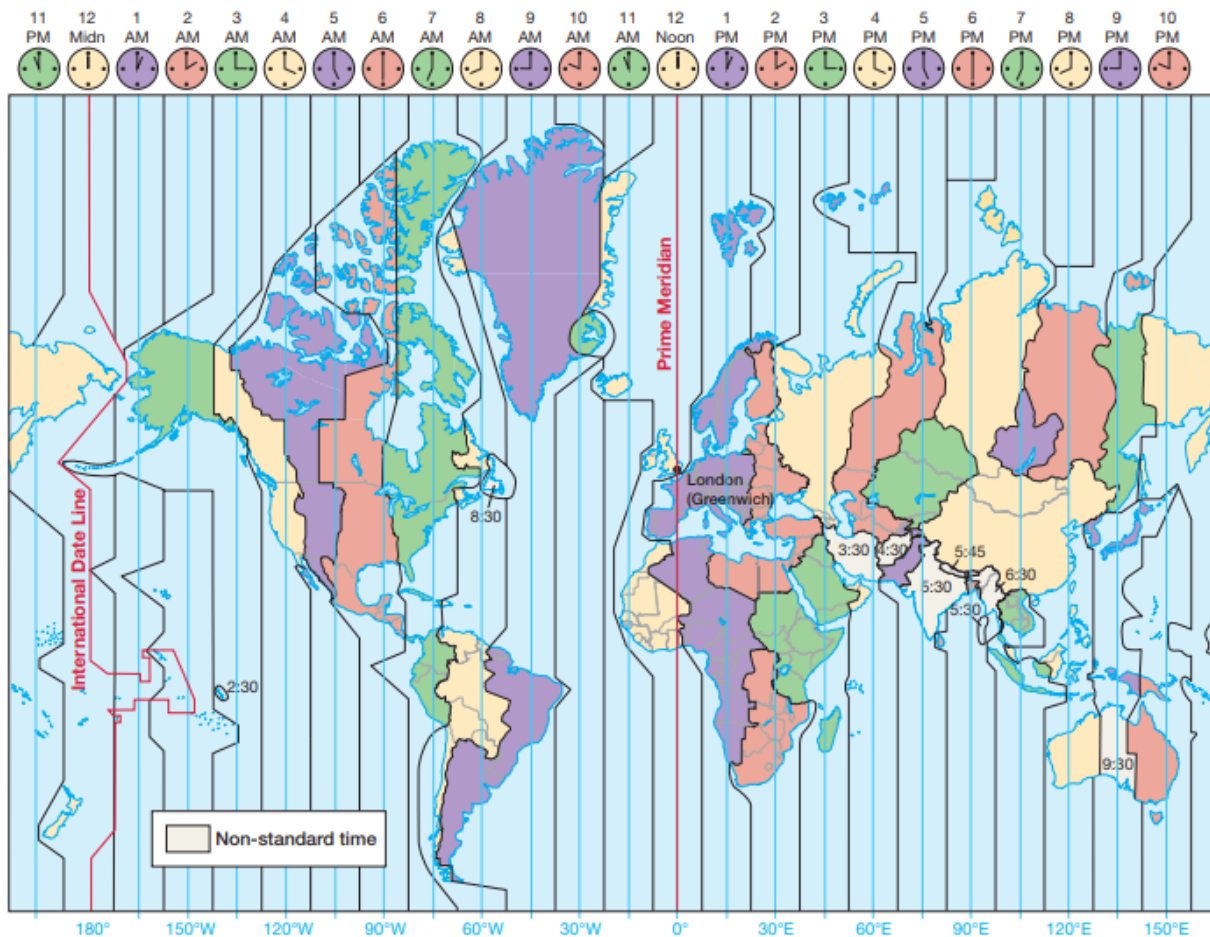 11 12 1 2 3 4 5 6 7 8 9 10 11 12 1 2 3 4 5 6 7 8 9 10
PM Midn AM AM AM AM AM AM AM AM AM AM AM Noon PM PM PM PM PM PM PM PM PM PM
Prime Meridian
London
(Greenwich)
8:30
International Date Line
3:30
4:30
5:45
5:30
6:30
5:30
2:30
9:30
Non-standard time
180° 150°W 120°W 90°W 60°W 30°W 0° 30°E 60°E 90°E 120°E 150°E